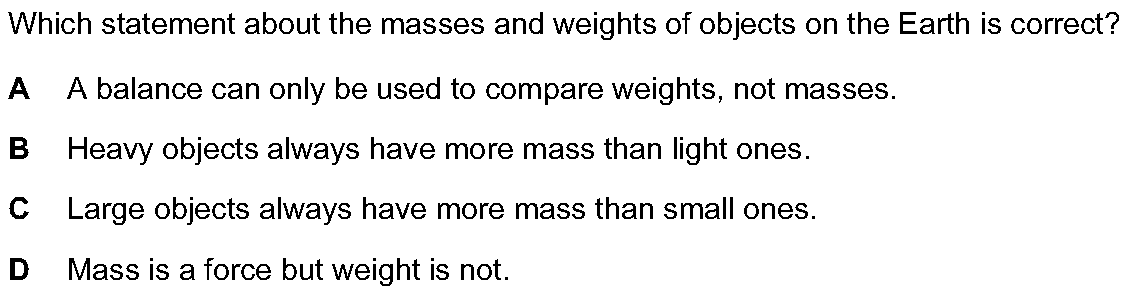 Which statement about the masses and weights of objects on the Earth is correct?
A A balance can only be used to compare weights, not masses.
B Heavy objects always have more mass than light ones.
C Large objects always have more mass than small ones.
D Mass is a force but weight is not.